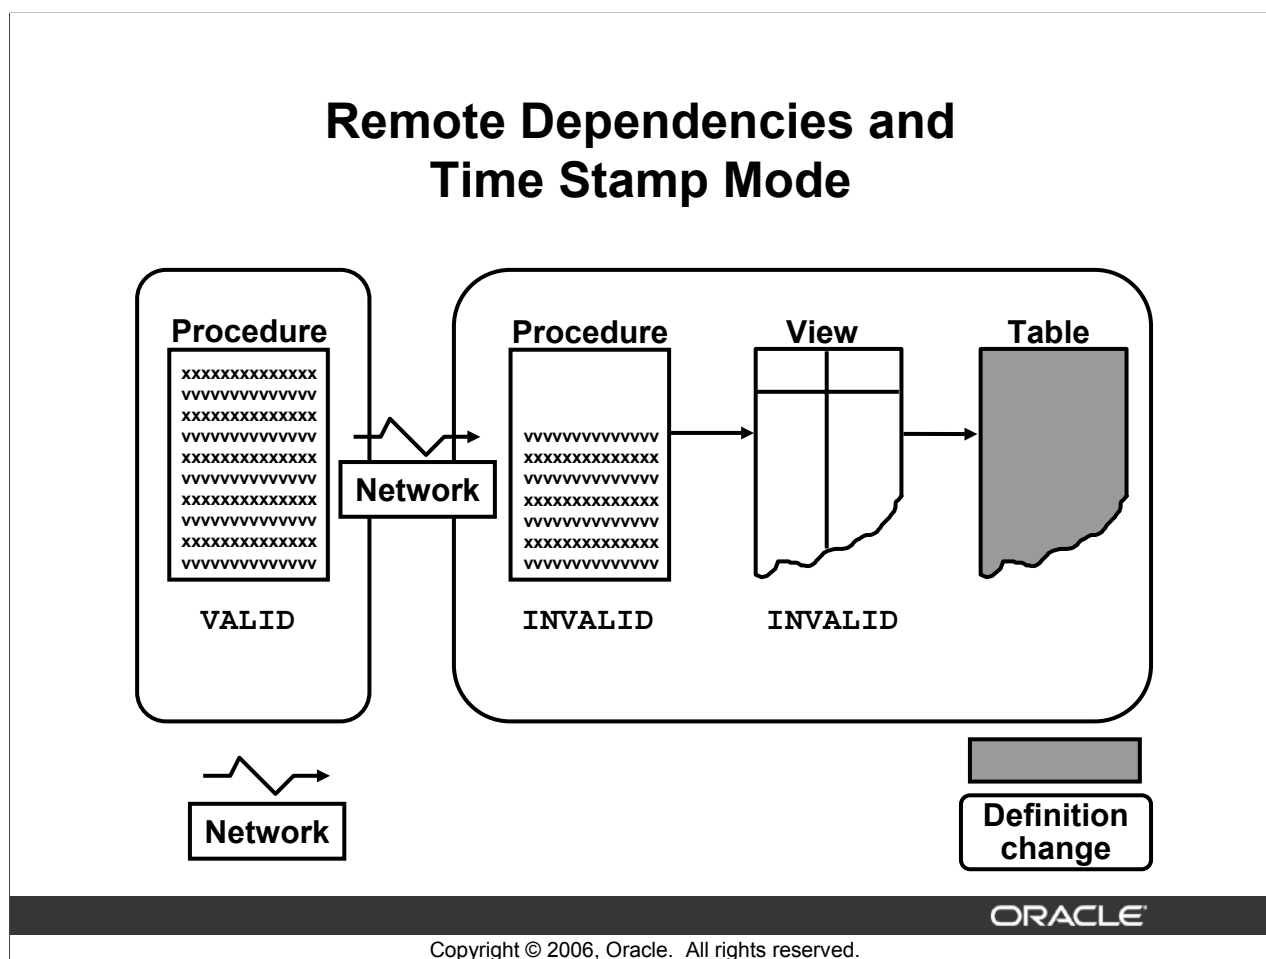 Remote Dependencies and
Time Stamp Mode
Procedure
xxxxxxxxxxxxxx
vvvvvvvvvvvvvv
xxxxxxxxxxxxxx
vvvvvvvvvvvvvv
xxxxxxxxxxxxxx
vvvvvvvvvvvvvv
xxxxxxxxxxxxxx
vvvvvvvvvvvvvv
xxxxxxxxxxxxxx
vvvvvvvvvvvvvv
VALID
Network
Procedure
vvvvvvvvvvvvvv
xxxxxxxxxxxxxx
vvvvvvvvvvvvvv
xxxxxxxxxxxxxx
vvvvvvvvvvvvvv
xxxxxxxxxxxxxx
vvvvvvvvvvvvvv
INVALID
View
INVALID
Table
Network
Definition
change
ORACLE
Copyright © 2006, Oracle. All rights reserved.